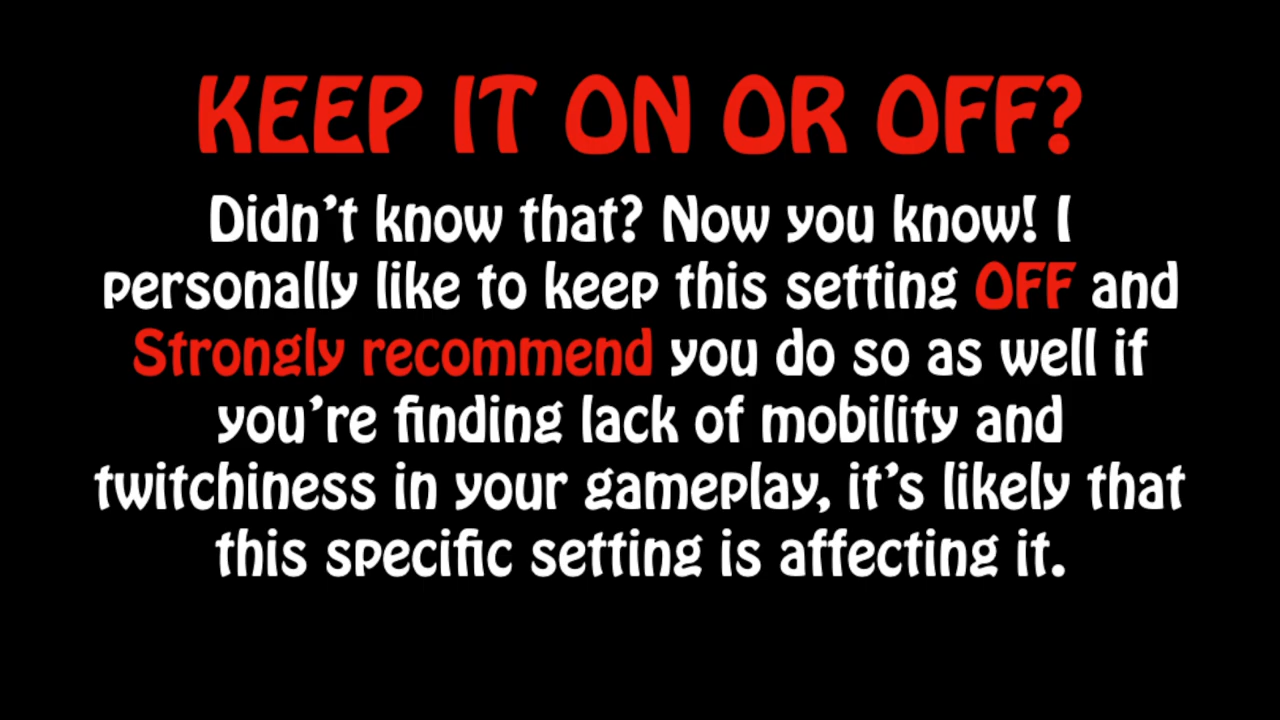 KEEP IT ON OR OFF?
Didn’t know that? Now you know! I
personally like to keep this setting OFF and
Strongly recommend you do so as well if
you’re finding lack of mobility and
twitchiness in your gameplay, it’s likely that
this specific setting is affecting it.